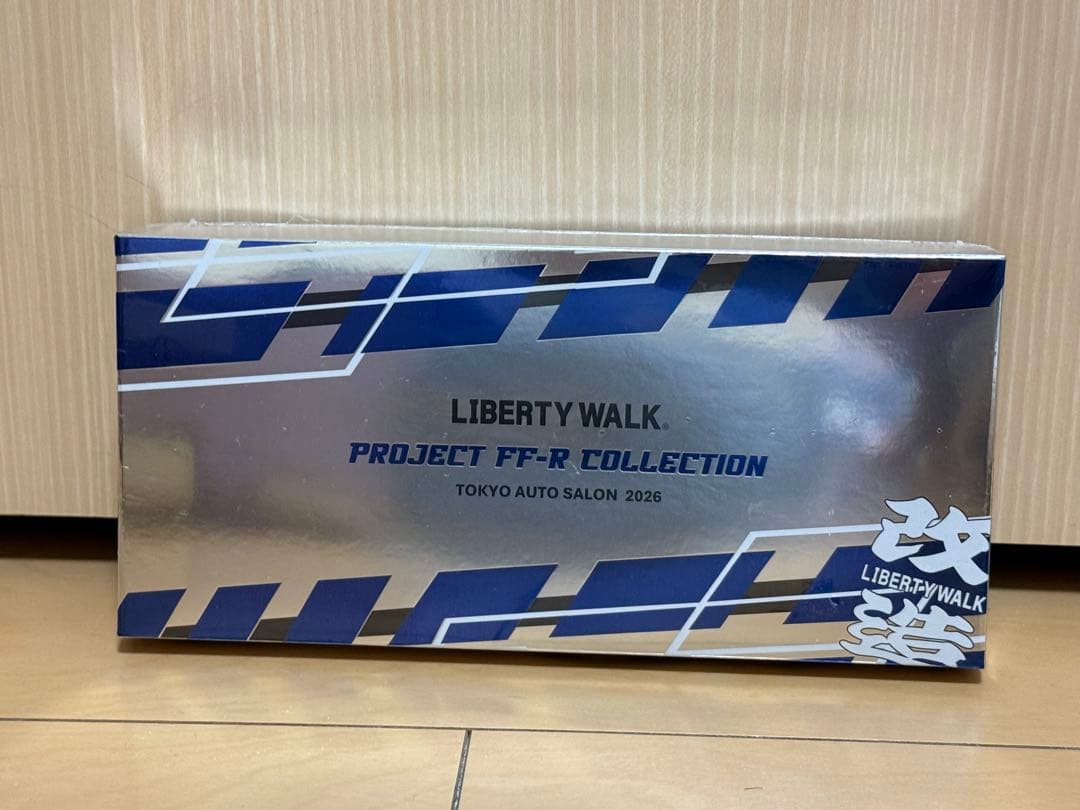 LIBERTY WALK®
PROJECT FF-R COLLECTION
TOKYO AUTO SALON 2026
改
LIBERTY WALK
造